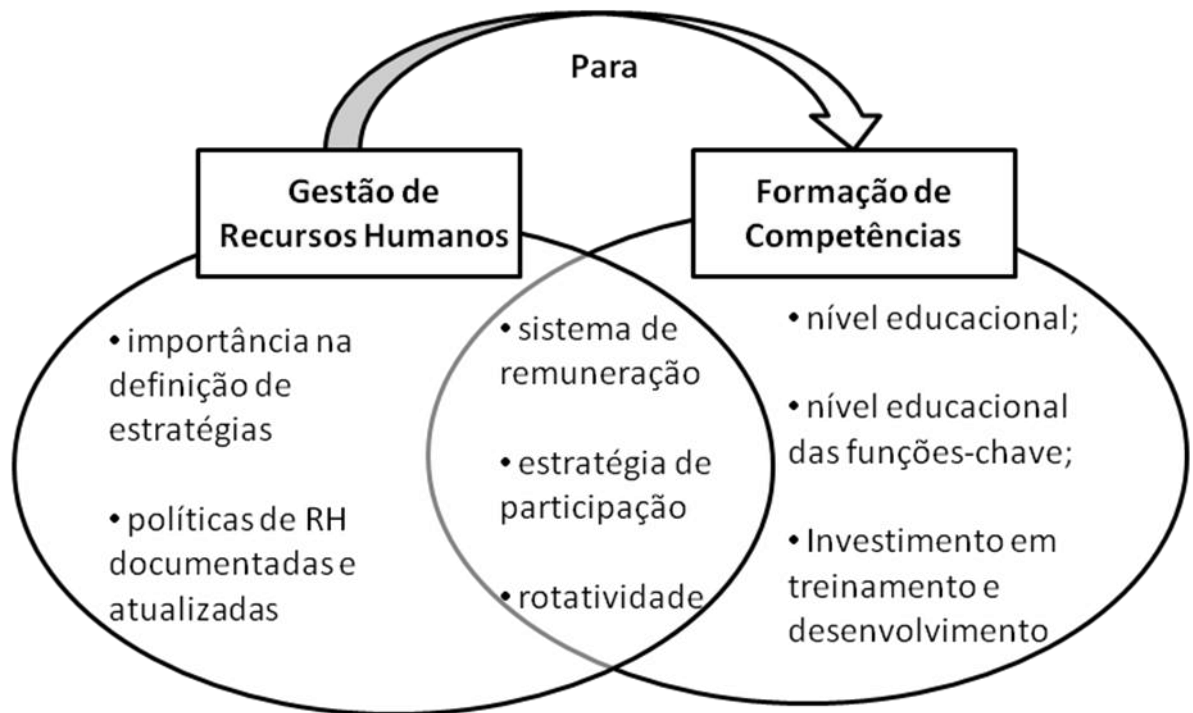 Para
Gestão de
Recursos Humanos
Formação de
Competências
• importância na
definição de
estratégias
• políticas de RH
documentadas e
atualizadas
• sistema de
remuneração
• estratégia de
participação
• rotatividade
• nível educacional;
• nível educacional
das funções-chave;
• Investimento em
treinamento e
desenvolvimento